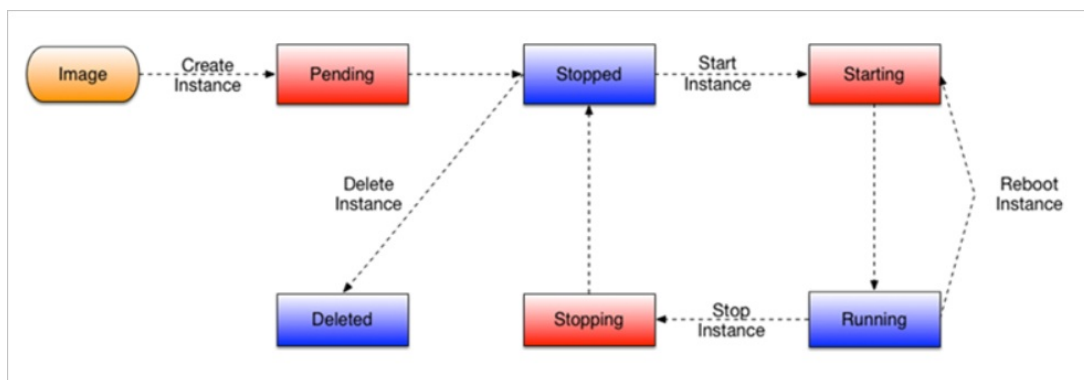 Image
Create
Instance
Pending
Stopped
Start
Instance
Starting
Delete
Instance
Reboot
Instance
Deleted
Stopping
Stop
Instance
Running